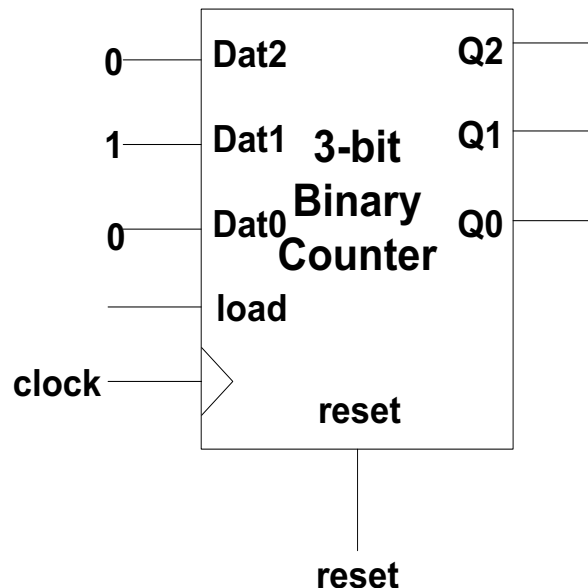 0 Dat2 Q2
1 Dat1 3-bit Q1
Binary
0 Dat0 Q0
Counter
load
clock
reset
reset